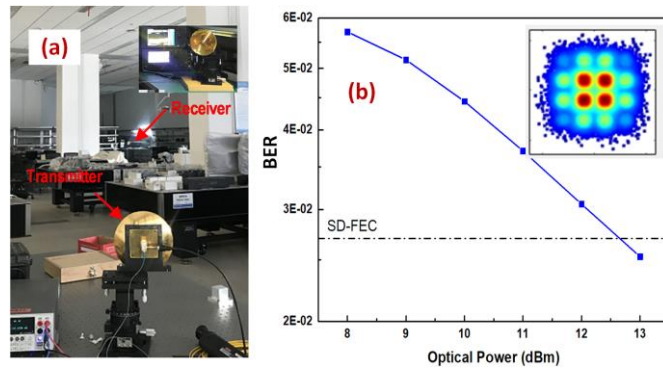 (a)
Receiver
Transmitter
(b)
BER
6E-02
5E-02
4E-02
3E-02
2E-02
SD-FEC
8
9
10
11
12
13
Optical Power (dBm)